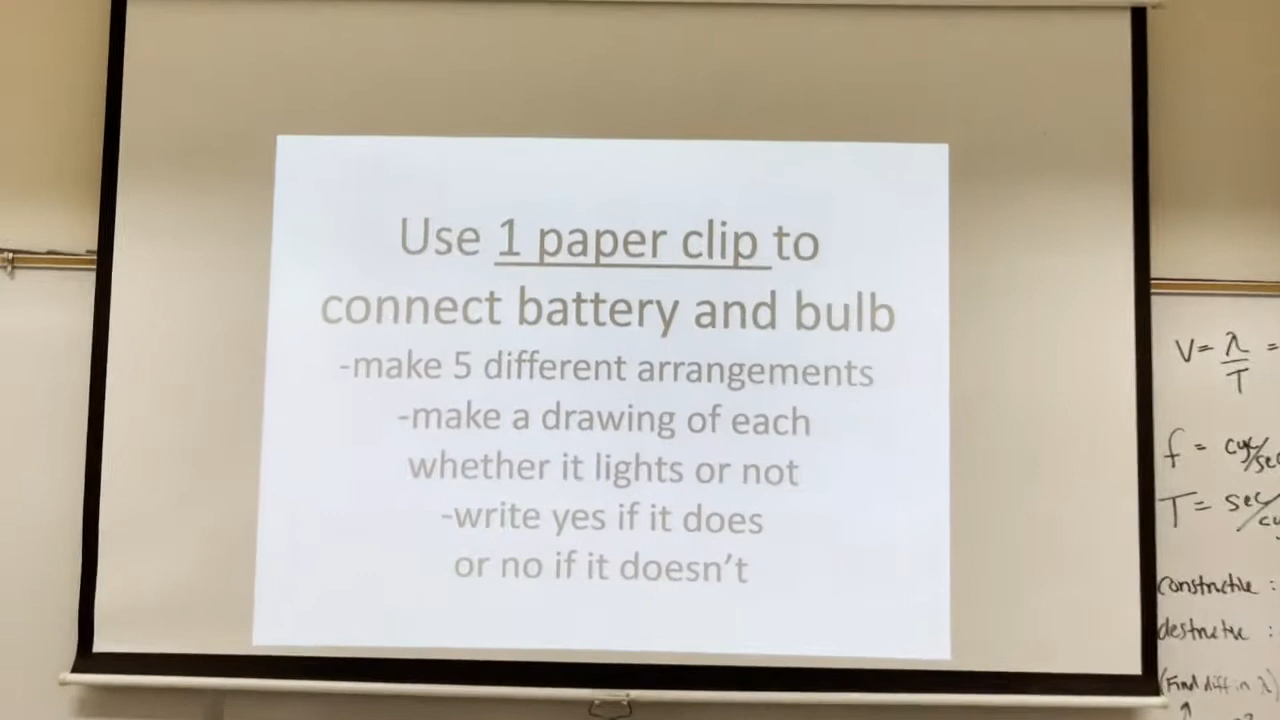 Use 1 paper clip to
connect battery and bulb
-make 5 different arrangements
-make a drawing of each
whether it lights or not
-write yes if it does
or no if it doesn't
V= λ/T =
f = cyc/sec
T= sec/
constructive :
destructive :
(Find diff in λ)